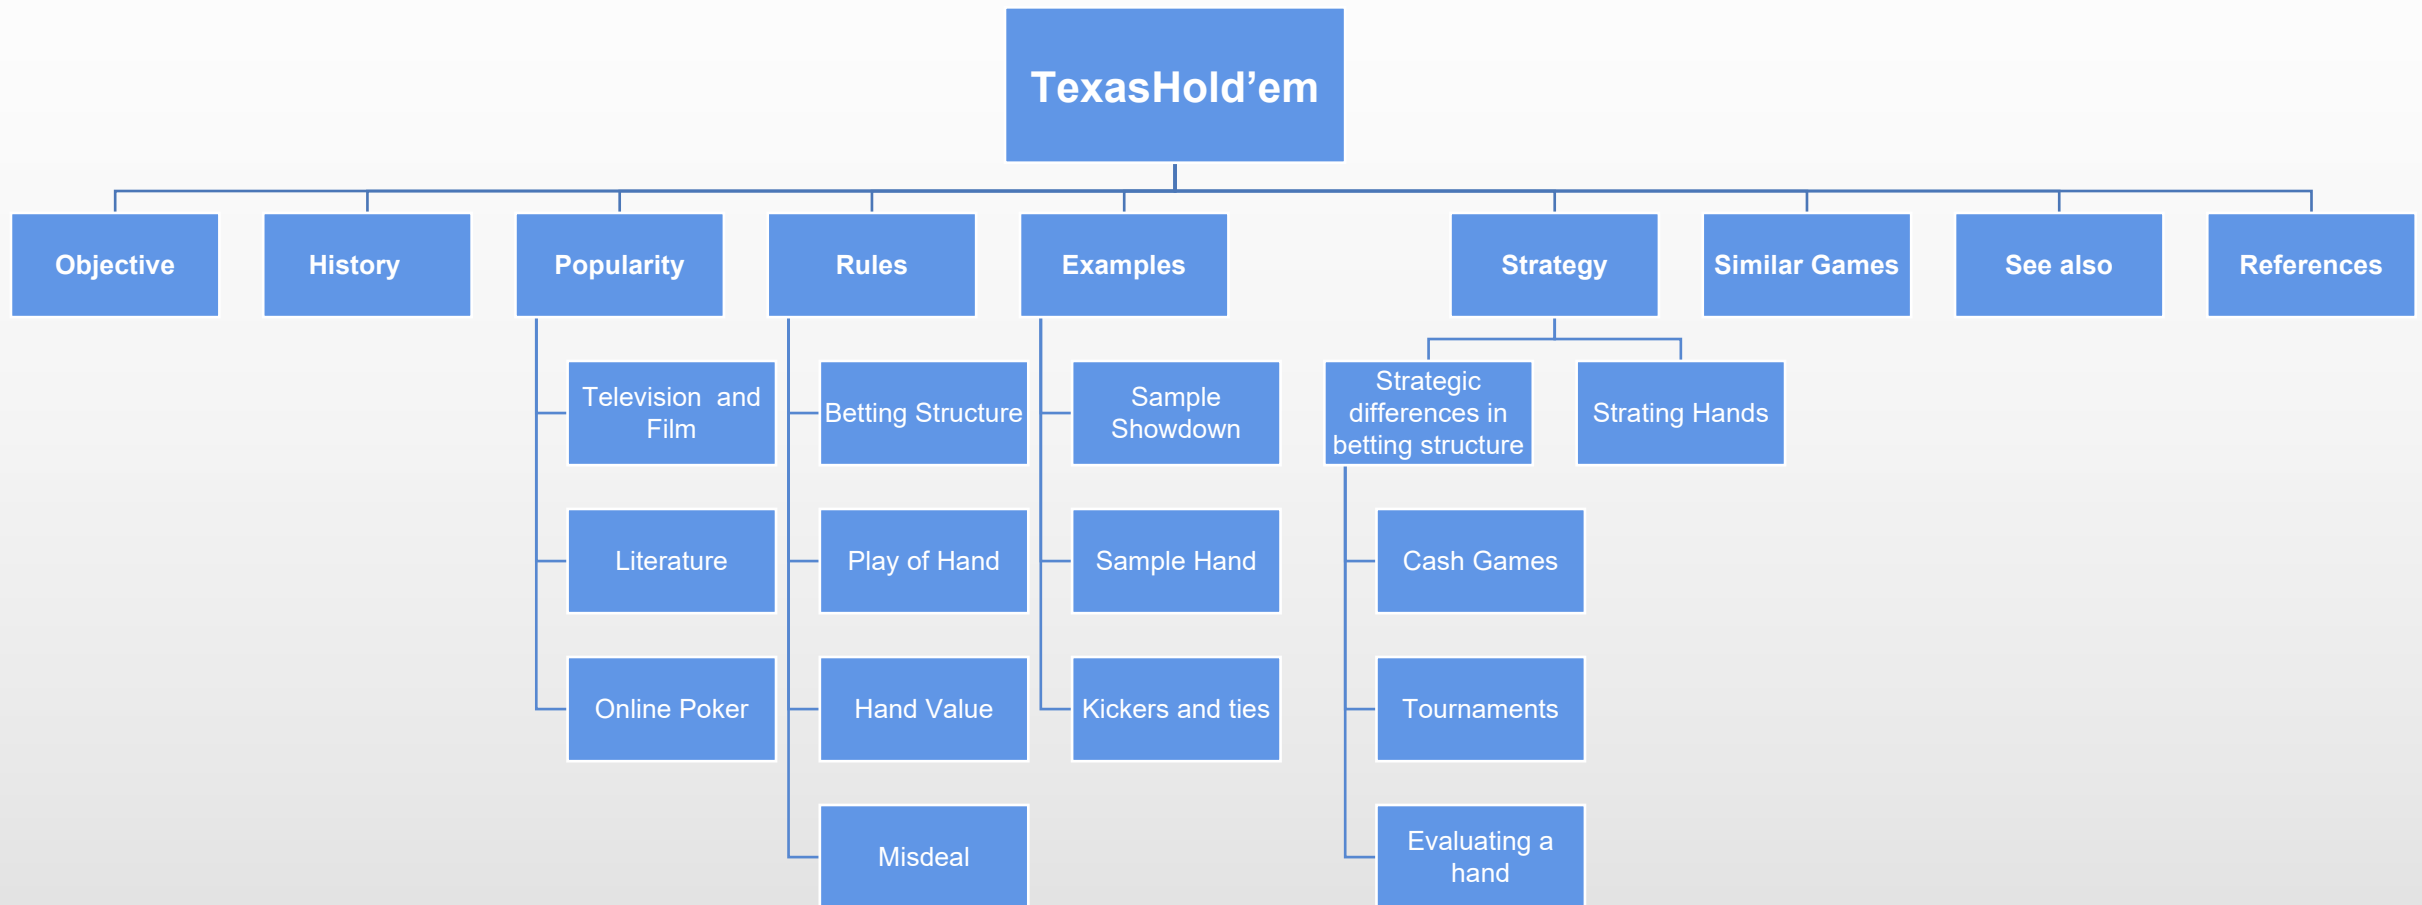 TexasHold’em
Objective
History
Popularity
Rules
Examples
Strategy
Similar Games
See also
References
Television  and
Film
Literature
Online Poker
Betting Structure
Play of Hand
Hand Value
Misdeal
Sample
Showdown
Sample Hand
Kickers and ties
Strategic
differences in
betting structure
Cash Games
Tournaments
Evaluating a
hand
Strating Hands